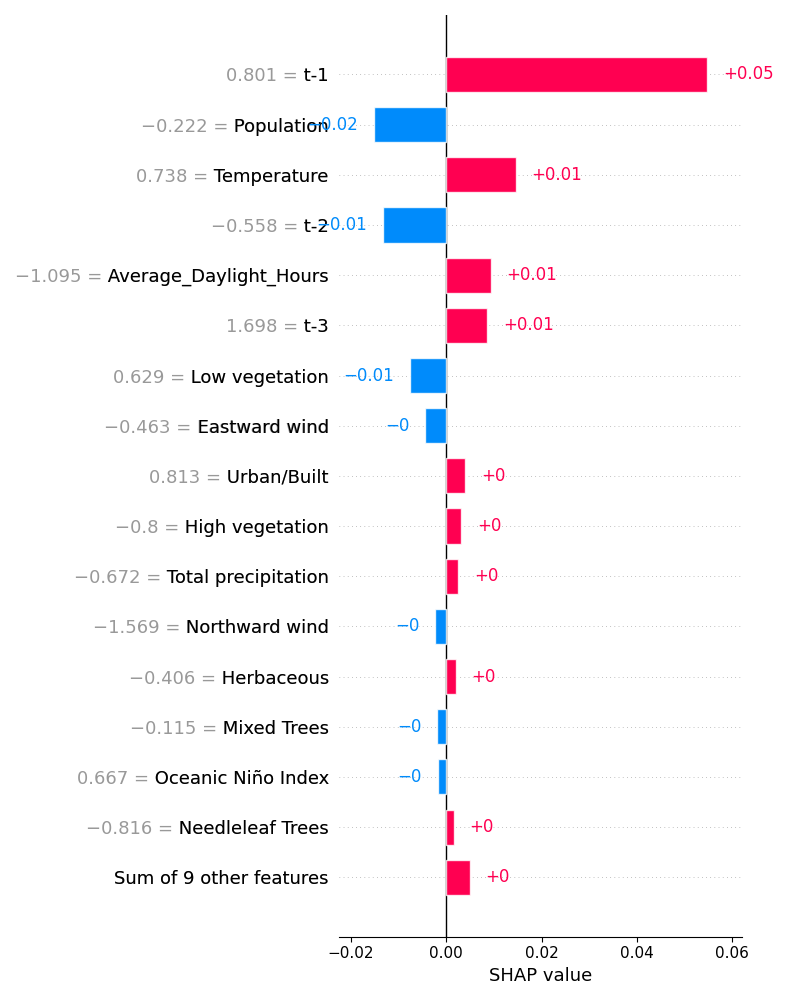 0.801 = t-1 +0.05
−0.222 = Population −0.02
0.738 = Temperature +0.01
−0.558 = t-2 −0.01
−1.095 = Average_Daylight_Hours +0.01
1.698 = t-3 +0.01
0.629 = Low vegetation −0.01
−0.463 = Eastward wind −0
0.813 = Urban/Built +0
−0.8 = High vegetation +0
−0.672 = Total precipitation +0
−1.569 = Northward wind −0
−0.406 = Herbaceous +0
−0.115 = Mixed Trees −0
0.667 = Oceanic Niño Index −0
−0.816 = Needleleaf Trees +0
Sum of 9 other features +0
−0.02 0.00 0.02 0.04 0.06
SHAP value